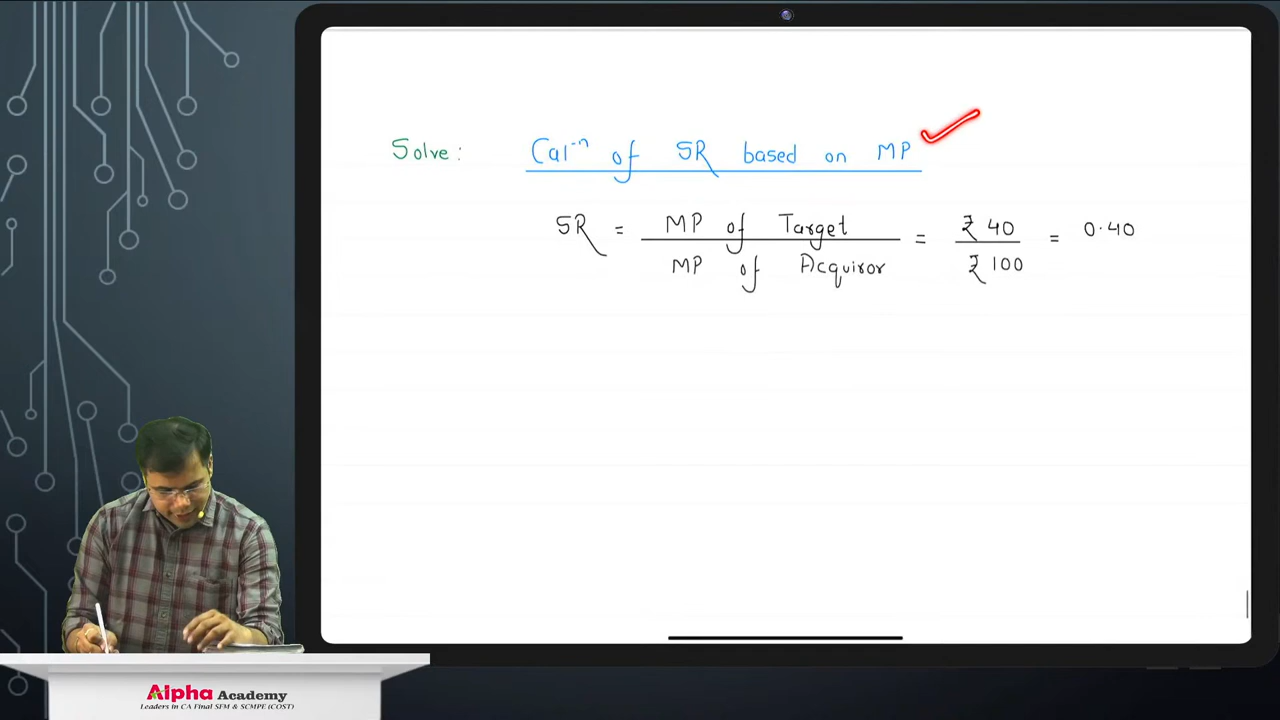 Solve: Calⁿ of SR based on MP
SR = MP of Target / MP of Acquiror = ₹ 40 / ₹ 100 = 0.40
Alpha Academy
Leaders in CA Final SFM & SCMPE (COST)